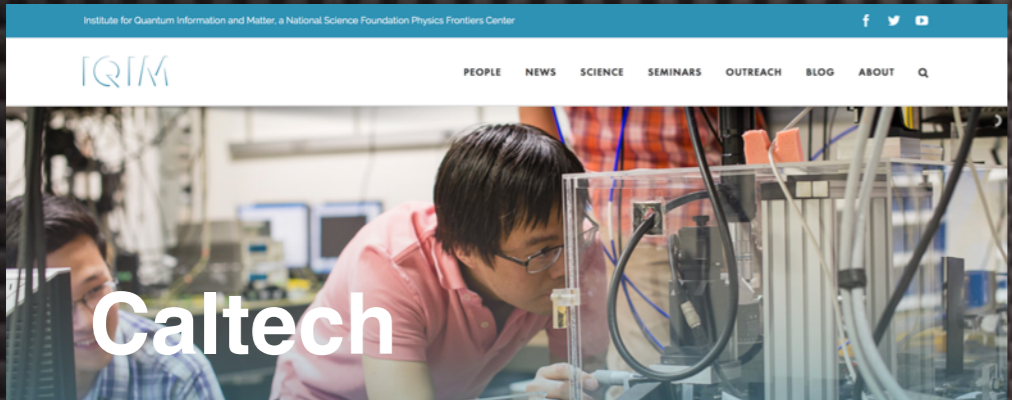 Institute for Quantum Information and Matter, a National Science Foundation Physics Frontiers Center
IQIM
PEOPLE NEWS SCIENCE SEMINARS OUTREACH BLOG ABOUT
Caltech